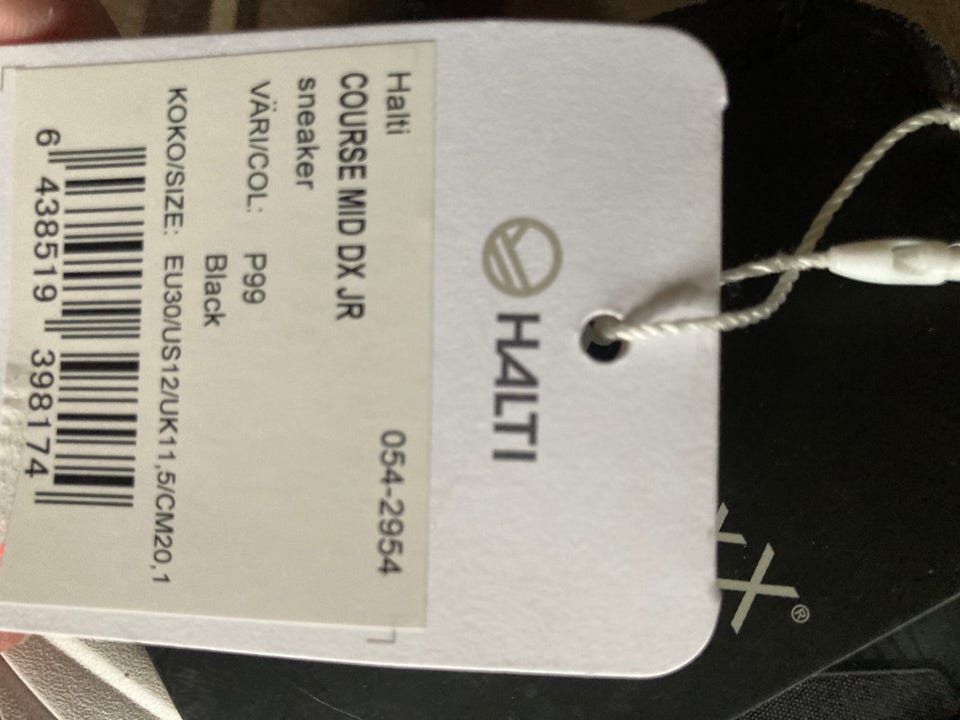 HALTI
Halti 054-2954
COURSE MID DX JR
sneaker
VÄRI/COL: P99
Black
KOKO/SIZE: EU30/US12/UK11,5/CM20,1
6 438519 398174
X®